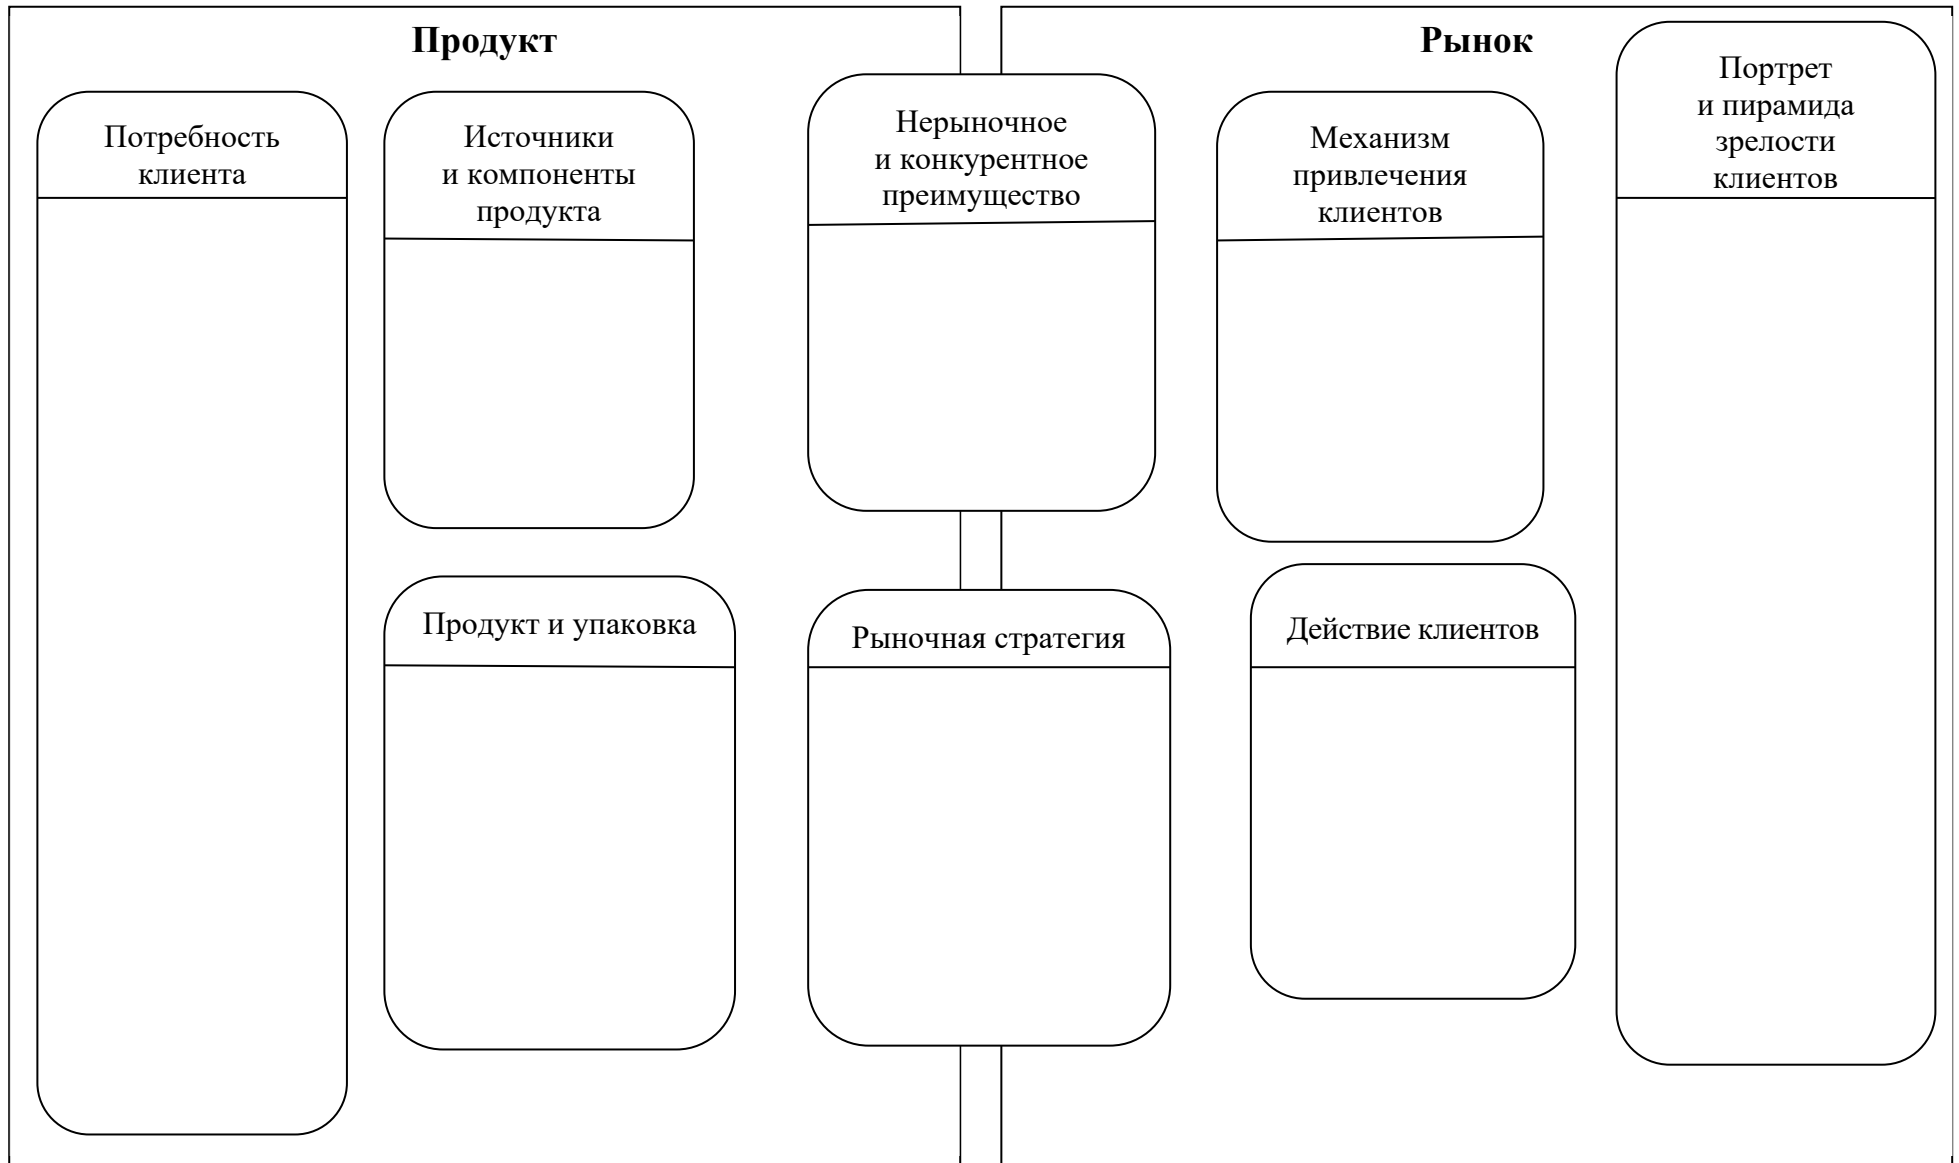 Продукт
Рынок
Потребность
клиента
Источники
и компоненты
продукта
Нерыночное
и конкурентное
преимущество
Механизм
привлечения
клиентов
Портрет
и пирамида
зрелости
клиентов
Продукт и упаковка
Рыночная стратегия
Действие клиентов